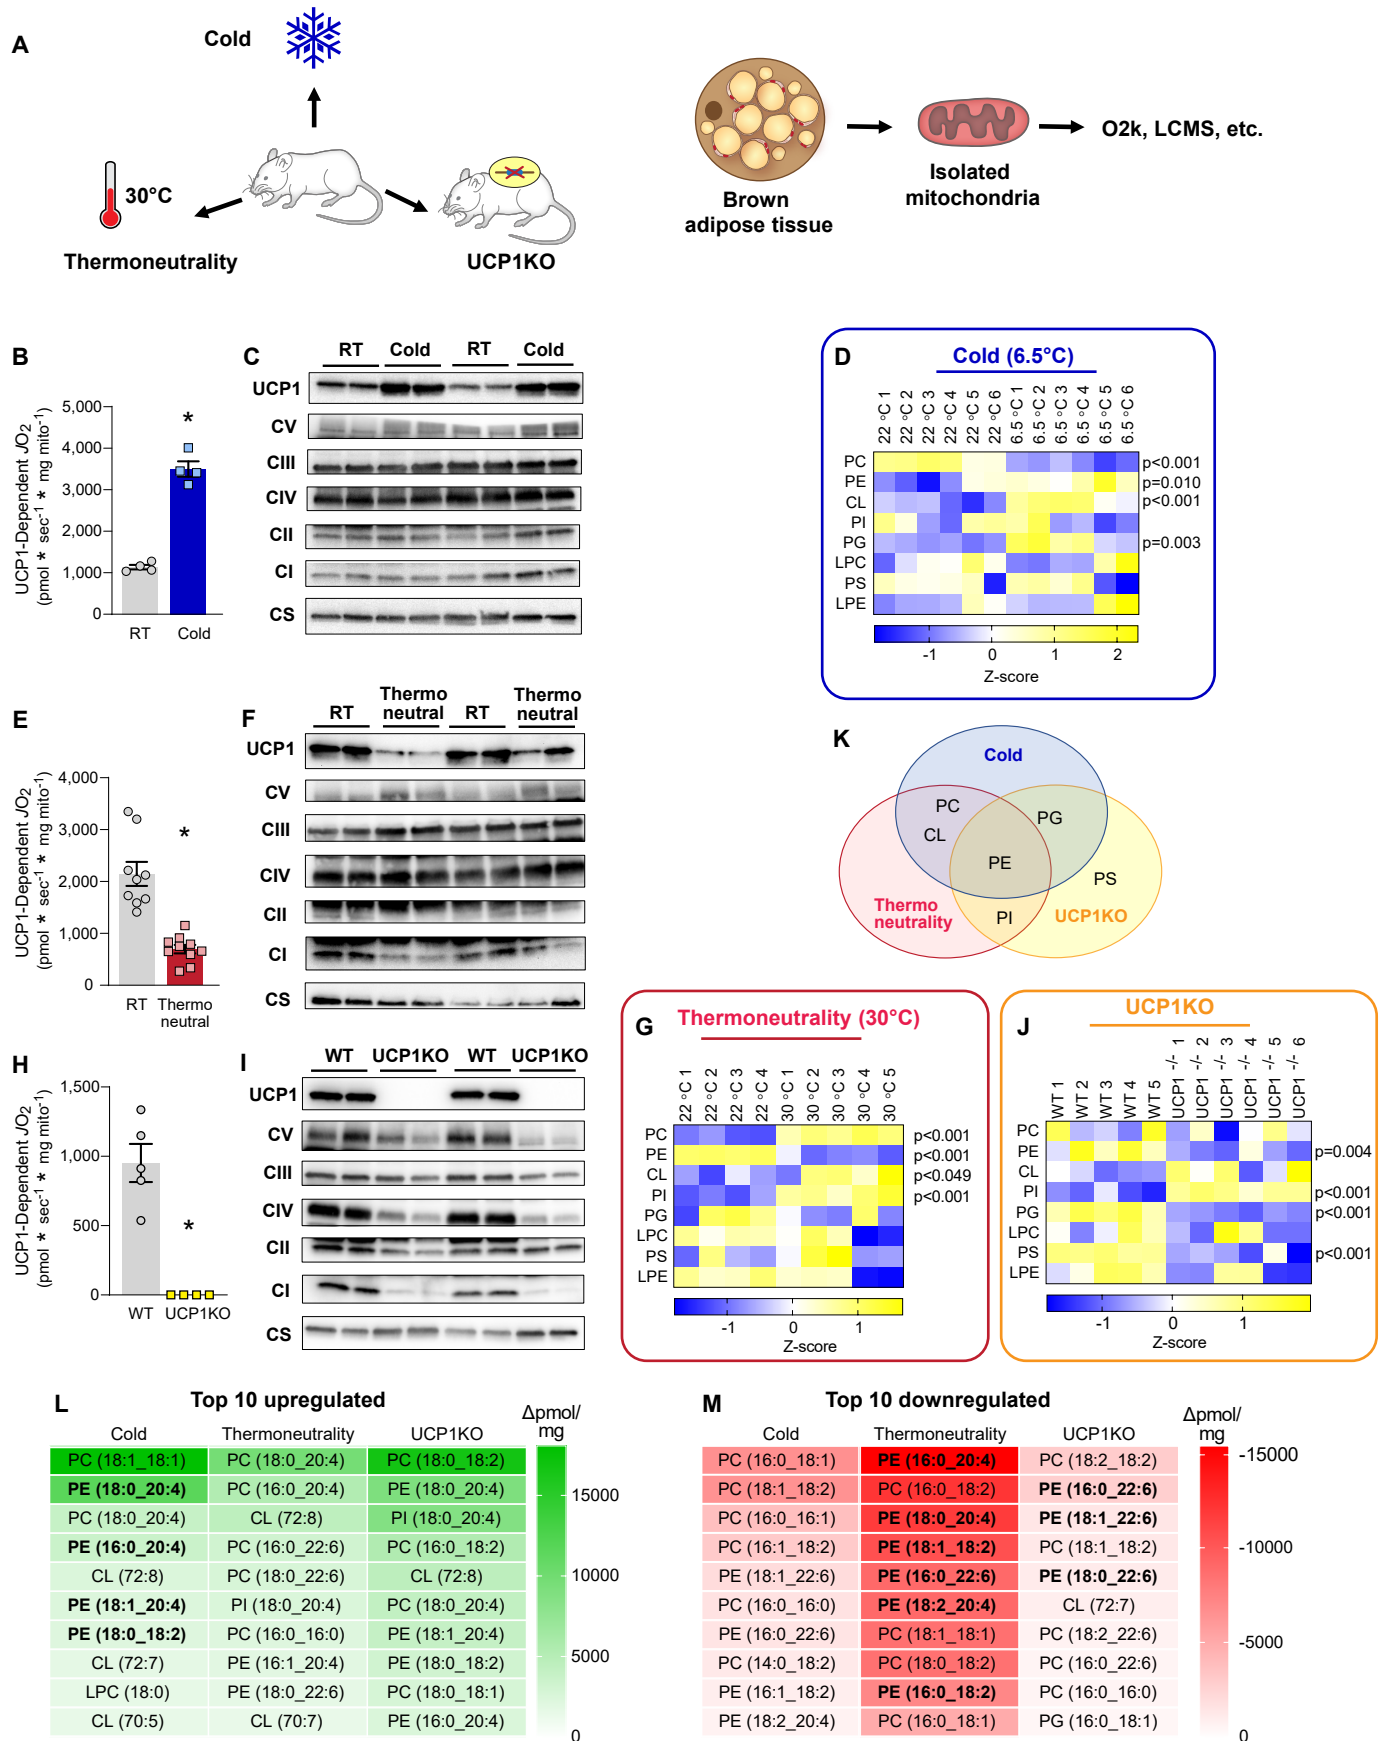 A
Cold
30°C
Thermoneutrality
UCP1KO
Brown
adipose tissue
Isolated
mitochondria
O2k, LCMS, etc.
B
UCP1-Dependent JO2
(pmol * sec-1 * mg mito-1)
5,000
4,000
3,000
2,000
1,000
0
*
RT
Cold
C
RT Cold RT Cold
UCP1
CV
CIII
CIV
CII
CI
CS
D
Cold (6.5°C)
22 °C 1
22 °C 2
22 °C 3
22 °C 4
22 °C 5
22 °C 6
6.5 °C 1
6.5 °C 2
6.5 °C 3
6.5 °C 4
6.5 °C 5
6.5 °C 6
PC p<0.001
PE p=0.010
CL p<0.001
PI
PG p=0.003
LPC
PS
LPE
-1 0 1 2
Z-score
E
UCP1-Dependent JO2
(pmol * sec-1 * mg mito-1)
4,000
3,000
2,000
1,000
0
*
RT Thermo
neutral
F
RT Thermo
neutral RT Thermo
neutral
UCP1
CV
CIII
CIV
CII
CI
CS
K
Cold
PC
CL
PG
PE
PS
PI
Thermo
neutrality
UCP1KO
G
Thermoneutrality (30°C)
22 °C 1
22 °C 2
22 °C 3
22 °C 4
30 °C 1
30 °C 2
30 °C 3
30 °C 4
30 °C 5
PC p<0.001
PE p<0.001
CL p<0.049
PI p<0.001
PG
LPC
PS
LPE
-1 0 1
Z-score
J
UCP1KO
WT 1
WT 2
WT 3
WT 4
WT 5
UCP1 -/- 1
UCP1 -/- 2
UCP1 -/- 3
UCP1 -/- 4
UCP1 -/- 5
UCP1 -/- 6
PC
PE p=0.004
CL
PI p<0.001
PG p<0.001
LPC
PS p<0.001
LPE
-1 0 1
Z-score
H
UCP1-Dependent JO2
(pmol * sec-1 * mg mito-1)
1,500
1,000
500
0
*
WT UCP1KO
I
WT UCP1KO WT UCP1KO
UCP1
CV
CIII
CIV
CII
CI
CS
L
Top 10 upregulated
Cold Thermoneutrality UCP1KO
PC (18:1_18:1) PC (18:0_20:4) PC (18:0_18:2)
PE (18:0_20:4) PC (16:0_20:4) PE (18:0_20:4)
PC (18:0_20:4) CL (72:8) PI (18:0_20:4)
PE (16:0_20:4) PC (16:0_22:6) PC (16:0_18:2)
CL (72:8) PC (18:0_22:6) CL (72:8)
PE (18:1_20:4) PI (18:0_20:4) PC (18:0_20:4)
PE (18:0_18:2) PC (16:0_16:0) PE (18:1_20:4)
CL (72:7) PE (16:1_20:4) PE (18:0_18:2)
LPC (18:0) PE (18:0_22:6) PC (18:0_18:1)
CL (70:5) CL (70:7) PE (16:0_20:4)
Δpmol/
mg
15000
10000
5000
0
M
Top 10 downregulated
Cold Thermoneutrality UCP1KO
PC (16:0_18:1) PE (16:0_20:4) PC (18:2_18:2)
PC (18:1_18:2) PC (16:0_18:2) PE (16:0_22:6)
PC (16:0_16:1) PE (18:0_20:4) PE (18:1_22:6)
PC (16:1_18:2) PE (18:1_18:2) PC (18:1_18:2)
PE (18:1_22:6) PE (16:0_22:6) PE (18:0_22:6)
PC (16:0_16:0) PE (18:2_20:4) CL (72:7)
PE (16:0_22:6) PC (18:1_18:1) PC (18:2_22:6)
PC (14:0_18:2) PC (18:0_18:2) PC (16:0_22:6)
PE (16:1_18:2) PE (16:0_18:2) PC (16:0_16:0)
PE (18:2_20:4) PC (16:0_18:1) PG (16:0_18:1)
Δpmol/
mg
-15000
-10000
-5000
0